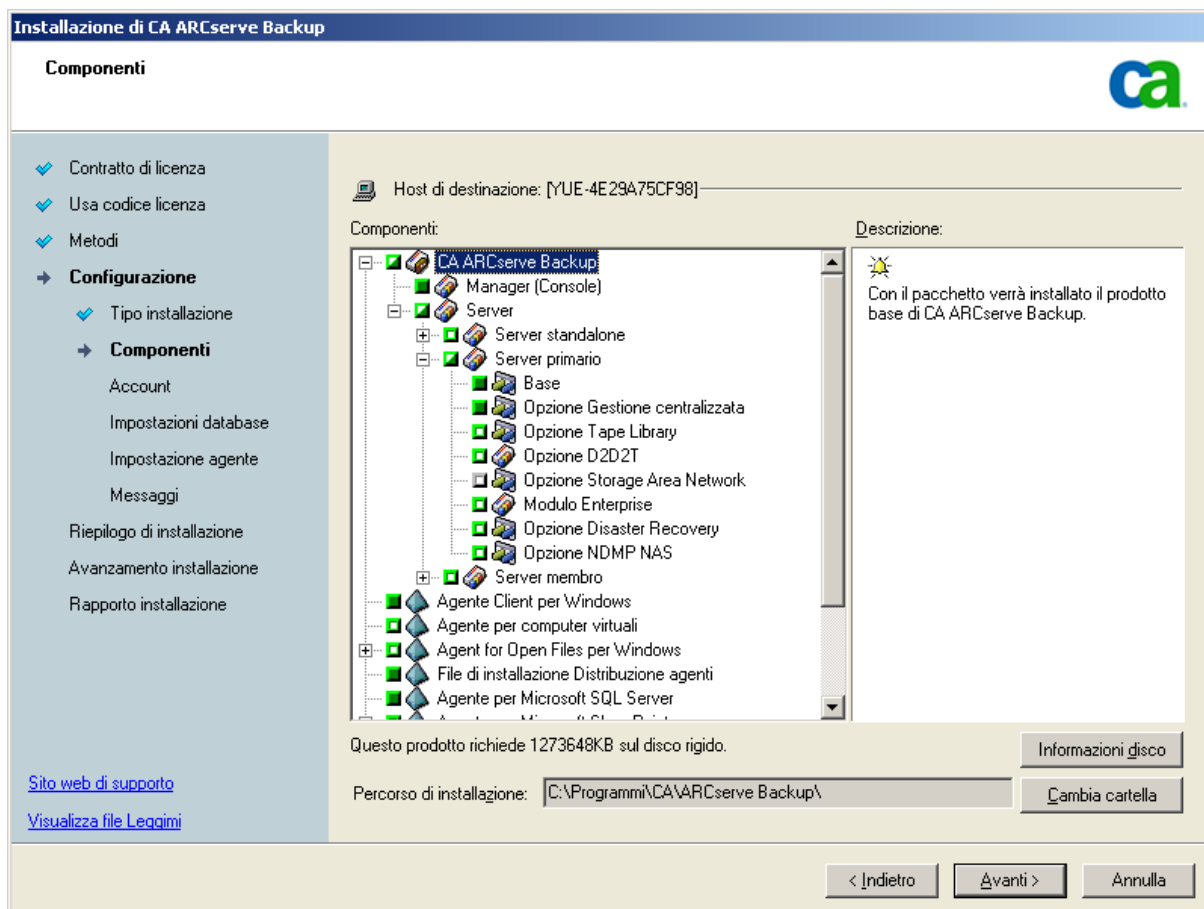 Installazione di CA ARCserve Backup
Componenti
ca
Contratto di licenza
Usa codice licenza
Metodi
Configurazione
Tipo installazione
Componenti
Account
Impostazioni database
Impostazione agente
Messaggi
Riepilogo di installazione
Avanzamento installazione
Rapporto installazione
Sito web di supporto
Visualizza file Leggimi
Host di destinazione: [YUE-4E29A75CF98]
Componenti:
CA ARCserve Backup
Manager (Console)
Server
Server standalone
Server primario
Base
Opzione Gestione centralizzata
Opzione Tape Library
Opzione D2D2T
Opzione Storage Area Network
Modulo Enterprise
Opzione Disaster Recovery
Opzione NDMP NAS
Server membro
Agente Client per Windows
Agente per computer virtuali
Agent for Open Files per Windows
File di installazione Distribuzione agenti
Agente per Microsoft SQL Server
Descrizione:
Con il pacchetto verrà installato il prodotto
base di CA ARCserve Backup.
Questo prodotto richiede 1273648KB sul disco rigido.
Informazioni disco
Percorso di installazione: C:\Programmi\CA\ARCserve Backup\
Cambia cartella
< Indietro
Avanti >
Annulla